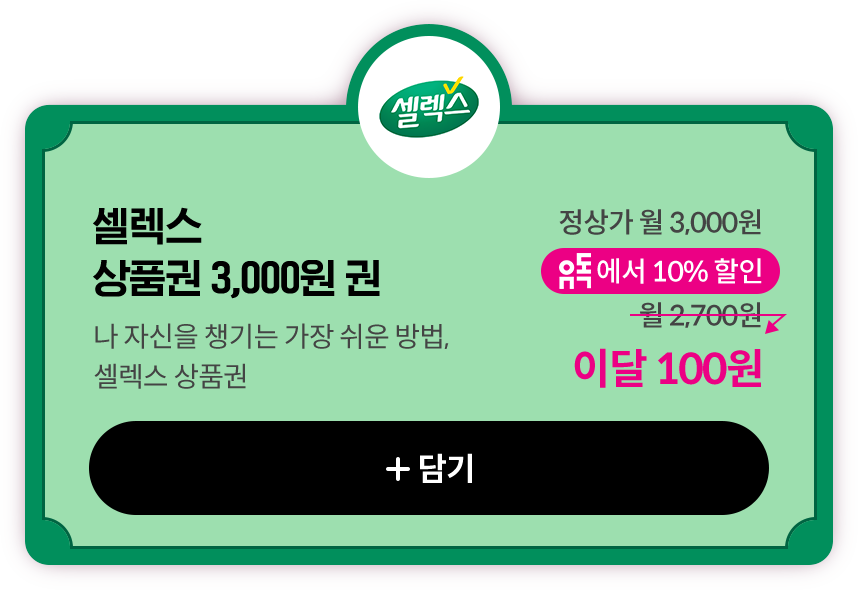 셀렉스
셀렉스
상품권 3,000원 권
나 자신을 챙기는 가장 쉬운 방법,
셀렉스 상품권
정상가 월 3,000원
유독에서 10% 할인
월 2,700원
이달 100원
+ 담기